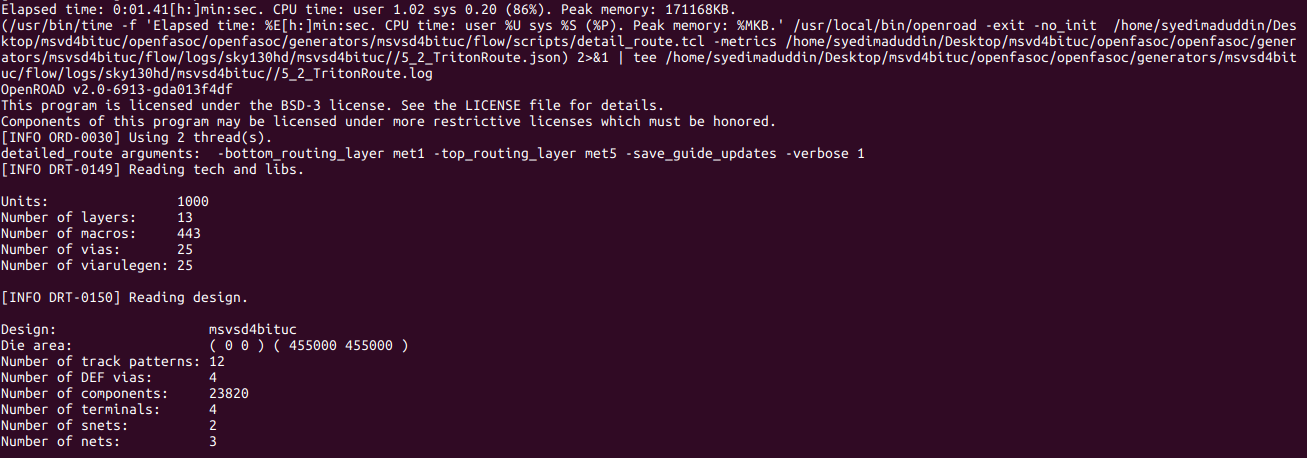 Elapsed time: 0:01.41[h:]min:sec. CPU time: user 1.02 sys 0.20 (86%). Peak memory: 171168KB.
(/usr/bin/time -f 'Elapsed time: %E[h:]min:sec. CPU time: user %U sys %S (%P). Peak memory: %MKB.' /usr/local/bin/openroad -exit -no_init  /home/syedimaduddin/Des
ktop/msvd4bituc/openfasoc/openfasoc/generators/msvsd4bituc/flow/scripts/detail_route.tcl -metrics /home/syedimaduddin/Desktop/msvd4bituc/openfasoc/openfasoc/gener
ators/msvsd4bituc/flow/logs/sky130hd/msvsd4bituc//5_2_TritonRoute.json) 2>&1 | tee /home/syedimaduddin/Desktop/msvd4bituc/openfasoc/openfasoc/generators/msvsd4bit
uc/flow/logs/sky130hd/msvsd4bituc//5_2_TritonRoute.log
OpenROAD v2.0-6913-gda013f4df
This program is licensed under the BSD-3 license. See the LICENSE file for details.
Components of this program may be licensed under more restrictive licenses which must be honored.
[INFO ORD-0030] Using 2 thread(s).
detailed_route arguments:  -bottom_routing_layer met1 -top_routing_layer met5 -save_guide_updates -verbose 1
[INFO DRT-0149] Reading tech and libs.
Units:                1000
Number of layers:     13
Number of macros:     443
Number of vias:       25
Number of viarulegen: 25
[INFO DRT-0150] Reading design.
Design:                   msvsd4bituc
Die area:                 ( 0 0 ) ( 455000 455000 )
Number of track patterns: 12
Number of DEF vias:       4
Number of components:     23820
Number of terminals:      4
Number of snets:          2
Number of nets:           3